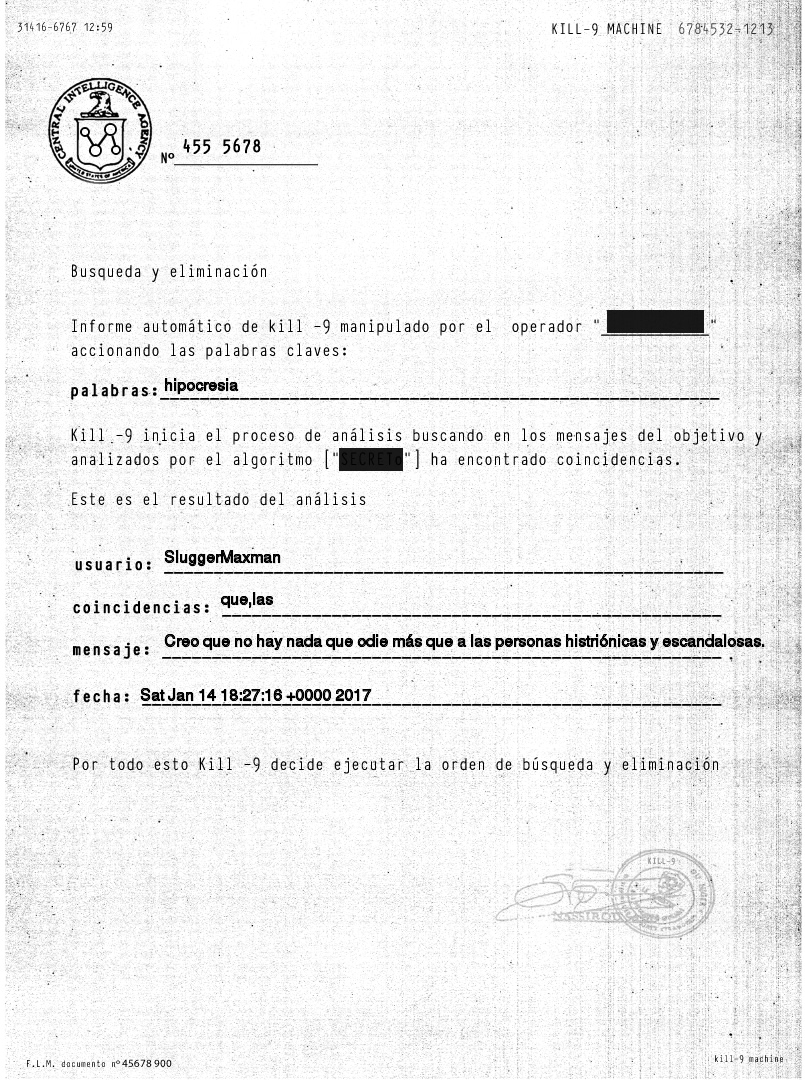 31416-6767 12:59
KILL-9 MACHINE 6784532-1213
CENTRAL INTELLIGENCE AGENCY
UNITED STATES OF AMERICA
Nº 455 5678
Busqueda y eliminación
Informe automático de kill -9 manipulado por el operador " "
accionando las palabras claves:
palabras: hipocresia
Kill -9 inicia el proceso de análisis buscando en los mensajes del objetivo y
analizados por el algoritmo ["SECRETo"] ha encontrado coincidencias.
Este es el resultado del análisis
usuario: SluggerMaxman
coincidencias: que,las
mensaje: Creo que no hay nada que odie más que a las personas histriónicas y escandalosas.
fecha: Sat Jan 14 18:27:16 +0000 2017
Por todo esto Kill -9 decide ejecutar la orden de búsqueda y eliminación
KILL-9
F.L.M. documento nº 45678 900
kill-9 machine